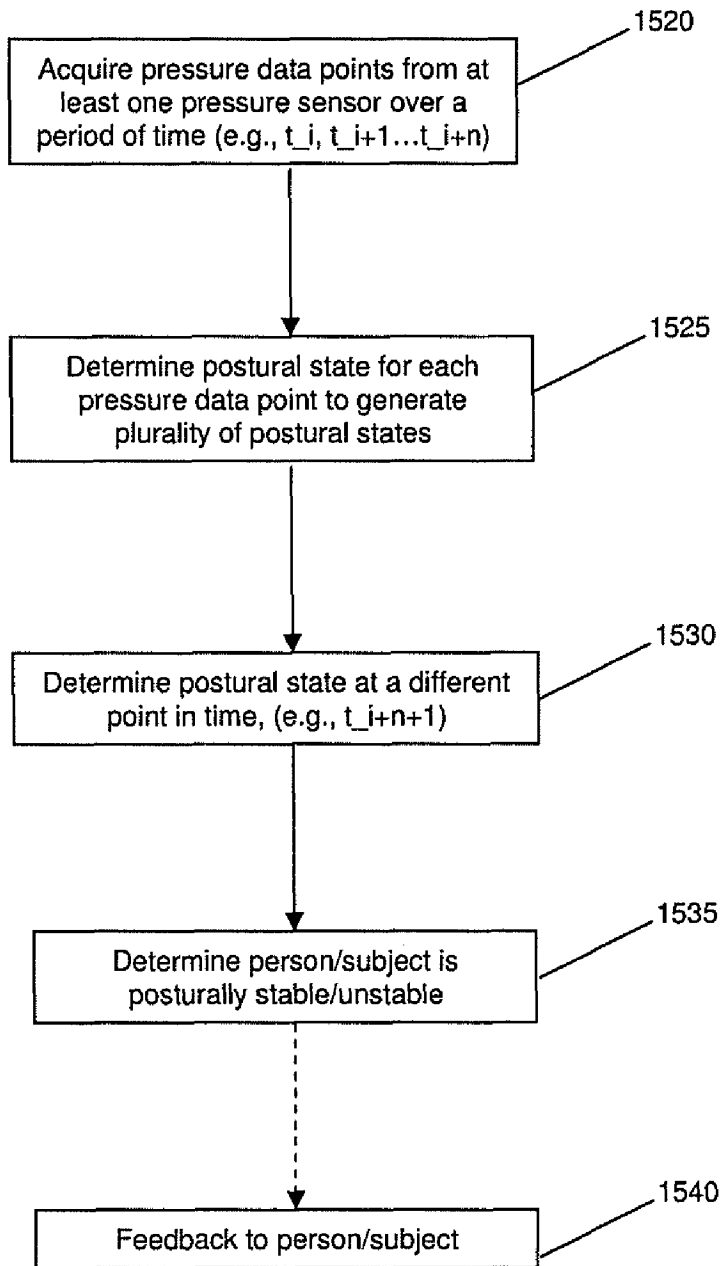 1520
Acquire pressure data points from at
least one pressure sensor over a
period of time (e.g., t_i, t_i+1...t_i+n)
1525
Determine postural state for each
pressure data point to generate
plurality of postural states
1530
Determine postural state at a different
point in time, (e.g., t_i+n+1)
1535
Determine person/subject is
posturally stable/unstable
1540
Feedback to person/subject